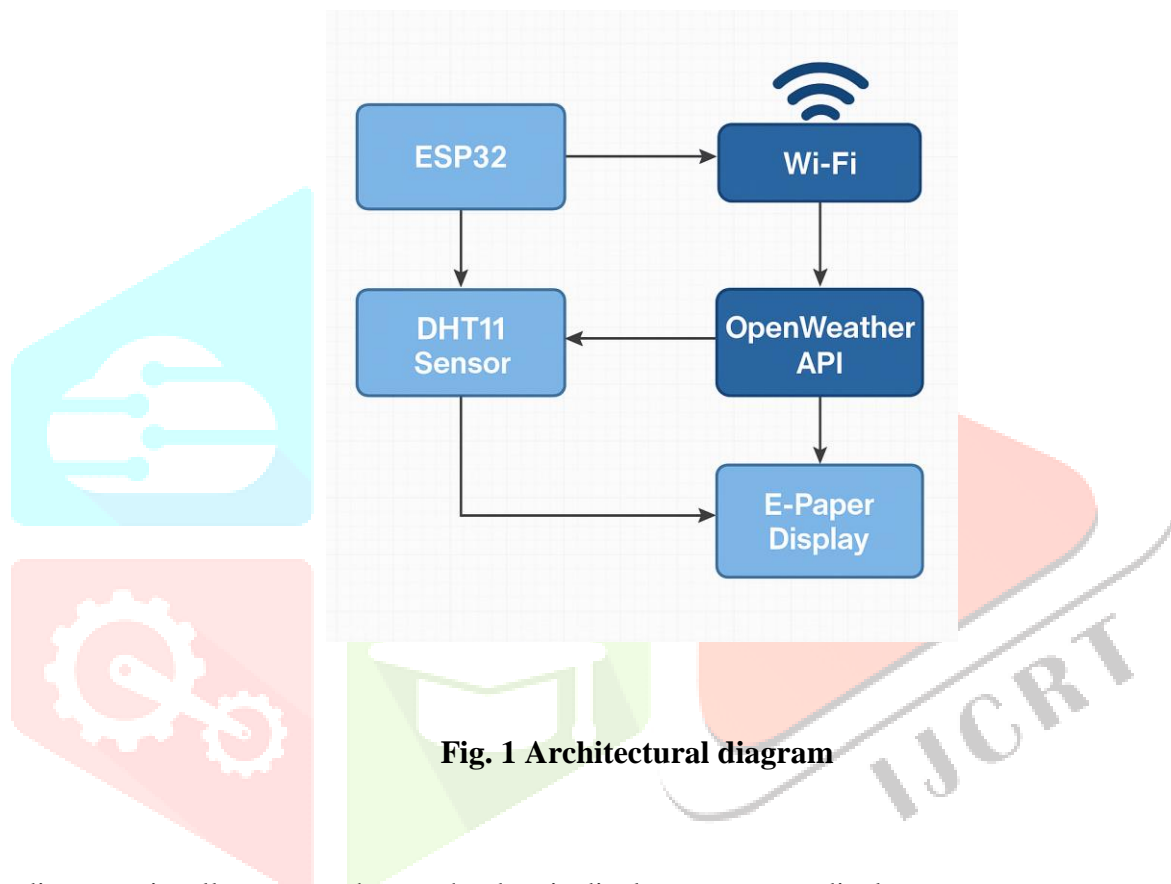 ESP32
Wi-Fi
DHT11
Sensor
OpenWeather
API
E-Paper
Display
IJCRT
Fig. 1 Architectural diagram